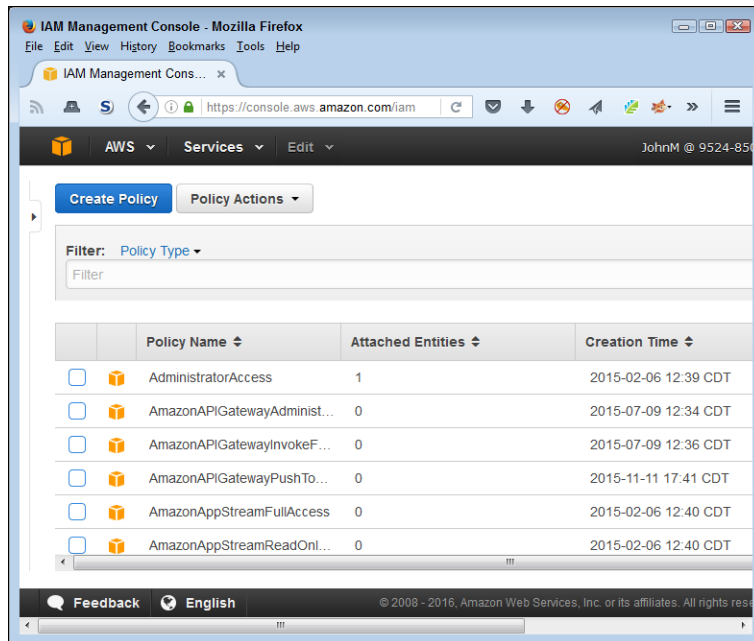 IAM Management Console - Mozilla Firefox
File Edit View History Bookmarks Tools Help
IAM Management Cons... ×
S) https://console.aws.amazon.com/iam
AWS Services Edit JohnM @ 9524-850
Create Policy Policy Actions
Filter: Policy Type
Filter
Policy Name Attached Entities Creation Time
AdministratorAccess 1 2015-02-06 12:39 CDT
AmazonAPIGatewayAdminist... 0 2015-07-09 12:34 CDT
AmazonAPIGatewayInvokeF... 0 2015-07-09 12:36 CDT
AmazonAPIGatewayPushTo... 0 2015-11-11 17:41 CDT
AmazonAppStreamFullAccess 0 2015-02-06 12:40 CDT
AmazonAppStreamReadOnl... 0 2015-02-06 12:40 CDT
Feedback English © 2008 - 2016, Amazon Web Services, Inc. or its affiliates. All rights rese